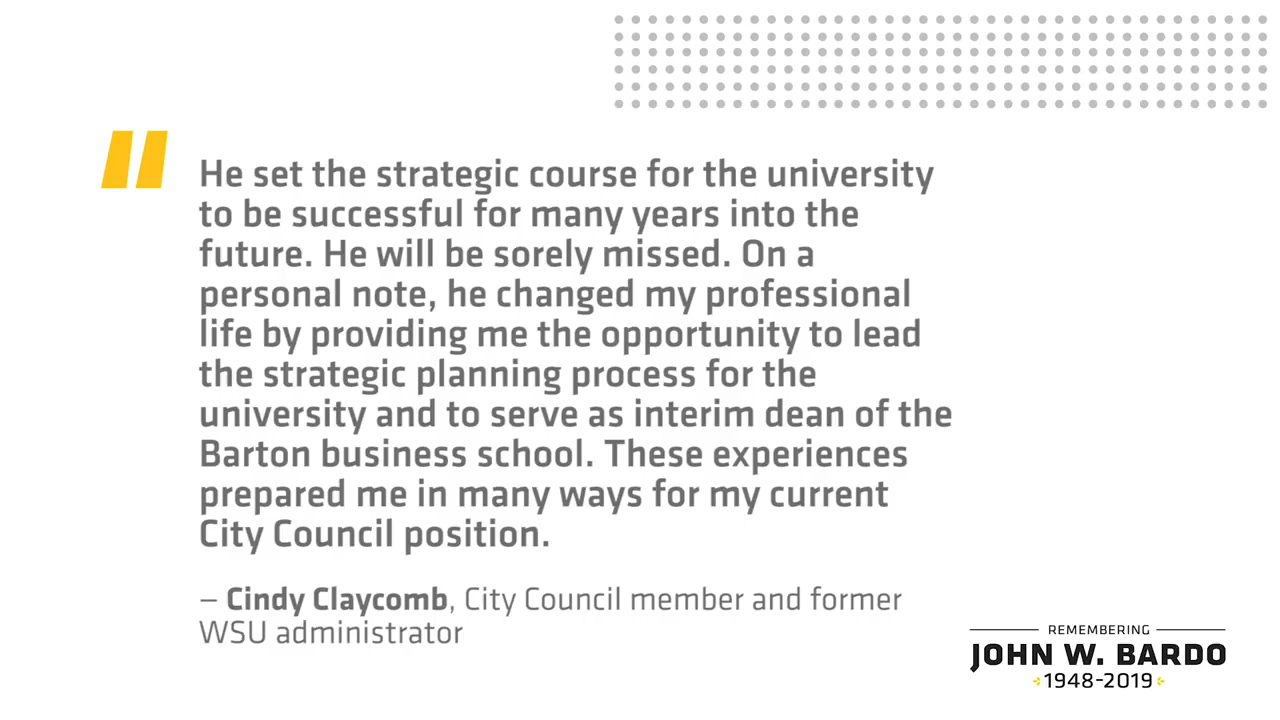 He set the strategic course for the university
to be successful for many years into the
future. He will be sorely missed. On a
personal note, he changed my professional
life by providing me the opportunity to lead
the strategic planning process for the
university and to serve as interim dean of the
Barton business school. These experiences
prepared me in many ways for my current
City Council position.
– Cindy Claycomb, City Council member and former
WSU administrator
REMEMBERING
JOHN W. BARDO
1948-2019